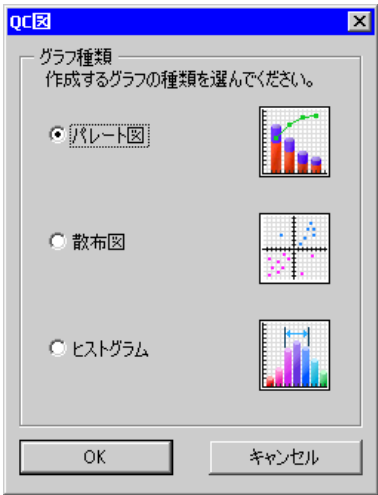 QC図
グラフ種類
作成するグラフの種類を選んでください。
パレート図
散布図
ヒストグラム
OK
キャンセル